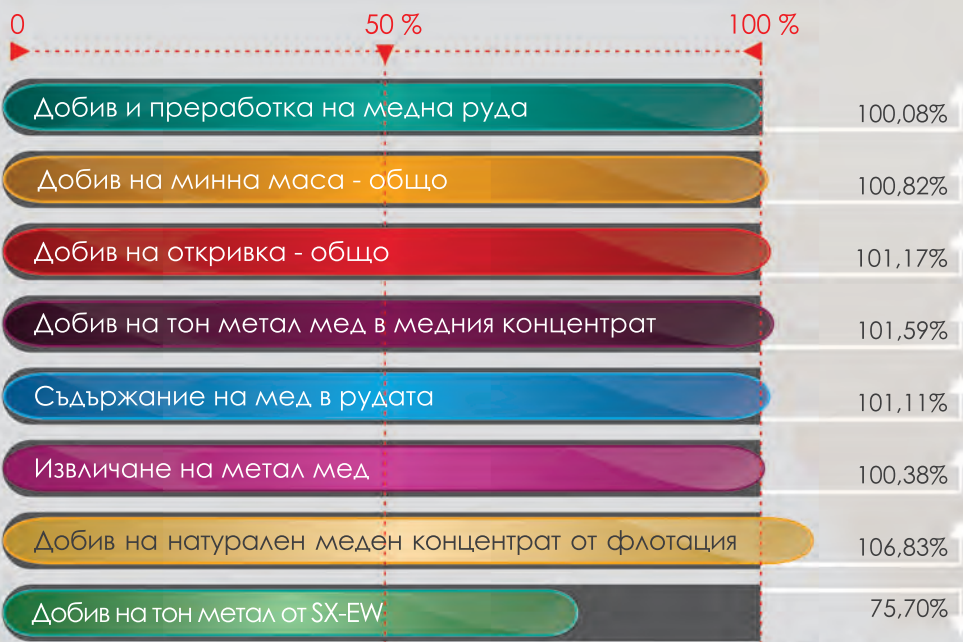 0 50 % 100 %
Добив и преработка на медна руда 100,08%
Добив на минна маса - общо 100,82%
Добив на откривка - общо 101,17%
Добив на тон метал мед в медния концентрат 101,59%
Съдържание на мед в рудата 101,11%
Извличане на метал мед 100,38%
Добив на натурален меден концентрат от флотация 106,83%
Добив на тон метал от SX-EW 75,70%